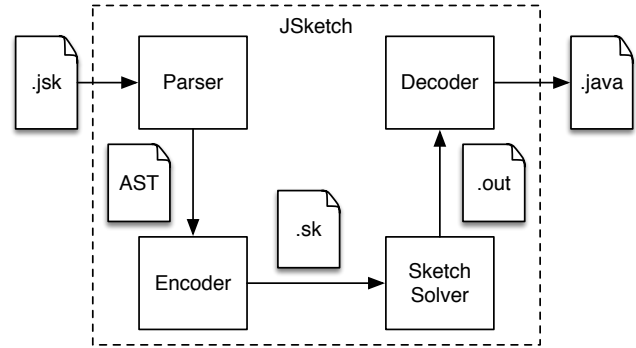 JSketch
.jsk
Parser
Decoder
.java
AST
.out
.sk
Encoder
Sketch
Solver